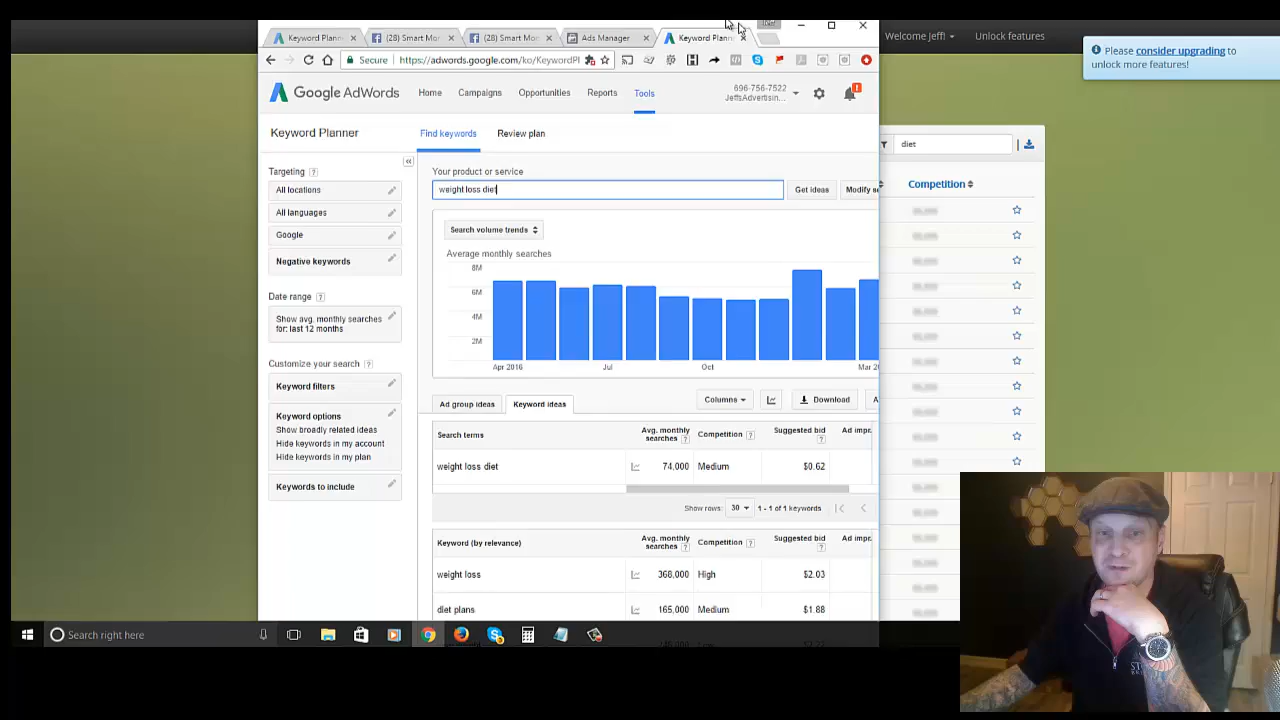 Keyword Plann
(28) Smart Mor
(28) Smart Mo
Ads Manager
Keyword Plann
Welcome Jeff!
Unlock features
Please consider upgrading to
unlock more features!
Secure
https://adwords.google.com/ko/KeywordPl
Google AdWords
Home
Campaigns
Opportunities
Reports
Tools
696-756-7522
JeffsAdvertisin...
Keyword Planner
Find keywords
Review plan
diet
Targeting ?
All locations
All languages
Google
Negative keywords
Date range ?
Show avg. monthly searches
for: last 12 months
Customize your search ?
Keyword filters
Keyword options
Show broadly related ideas
Hide keywords in my account
Hide keywords in my plan
Keywords to include
Your product or service
weight loss diet
Get ideas
Modify s
Competition
Search volume trends
Average monthly searches
8M
6M
4M
2M
Apr 2016
Jul
Oct
Mar 20
Ad group ideas
Keyword ideas
Columns
Download
A
Search terms
Avg. monthly
searches ?
Competition ?
Suggested bid
?
Ad impr.
weight loss diet
74,000
Medium
$0.62
Show rows:
30
1 - 1 of 1 keywords
Keyword (by relevance)
Avg. monthly
searches ?
Competition ?
Suggested bid
?
Ad impr.
weight loss
368,000
High
$2.03
diet plans
165,000
Medium
$1.88
Search right here